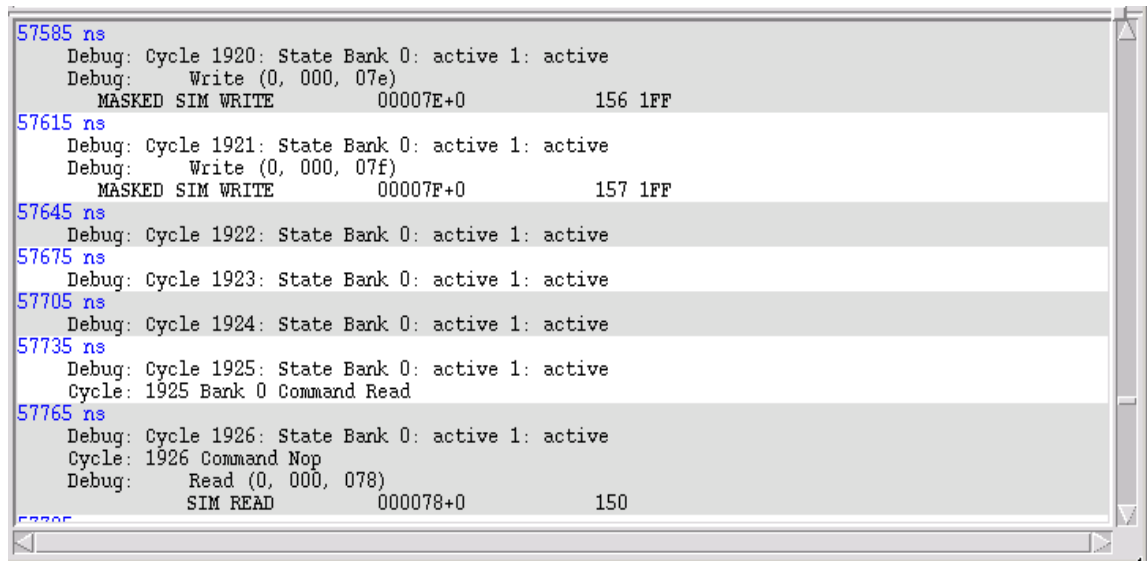 57585 ns
Debug: Cycle 1920: State Bank 0: active 1: active
Debug: Write (0, 000, 07e)
MASKED SIM WRITE 00007E+0 156 1FF
57615 ns
Debug: Cycle 1921: State Bank 0: active 1: active
Debug: Write (0, 000, 07f)
MASKED SIM WRITE 00007F+0 157 1FF
57645 ns
Debug: Cycle 1922: State Bank 0: active 1: active
57675 ns
Debug: Cycle 1923: State Bank 0: active 1: active
57705 ns
Debug: Cycle 1924: State Bank 0: active 1: active
57735 ns
Debug: Cycle 1925: State Bank 0: active 1: active
Cycle: 1925 Bank 0 Command Read
57765 ns
Debug: Cycle 1926: State Bank 0: active 1: active
Cycle: 1926 Command Nop
Debug: Read (0, 000, 078)
SIM READ 000078+0 150